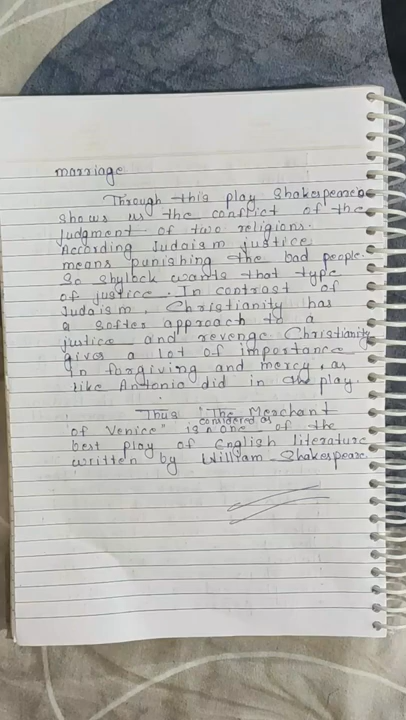 marriage
Through this play Shakespeare
shows us the conflict of the
judgment of two religions.
According Judaism justice
means punishing the bad people.
So shylock wants that type
of justice. In contrast of
Judaism, Christianity has
a softer approach to a
justice and revenge. Christianity
gives a lot of importance
in forgiving and mercy, as
like Antonio did in the play.
Thus "The Merchant
of Venice" is considered as one of the
best play of English literature
written by William Shakespeare.